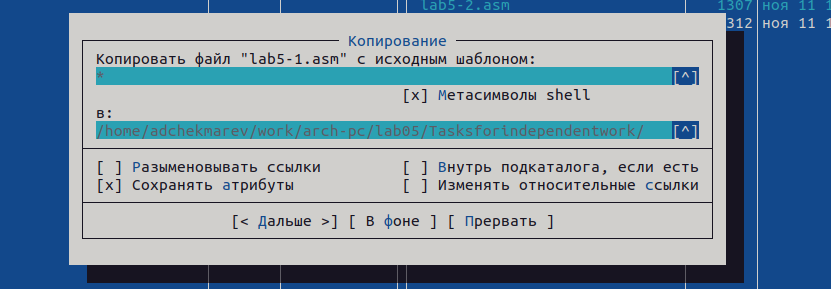 lab5-2.asm 1307 ноя 11 1
312 ноя 11 1
Копирование
Копировать файл "lab5-1.asm" с исходным шаблоном:
* [^]
[x] Метасимволы shell
в:
/home/adchekmarev/work/arch-pc/lab05/Tasksforindependentwork/ [^]
[ ] Разыменовывать ссылки [ ] Внутрь подкаталога, если есть
[x] Сохранять атрибуты [ ] Изменять относительные ссылки
[< Дальше >] [ В фоне ] [ Прервать ]